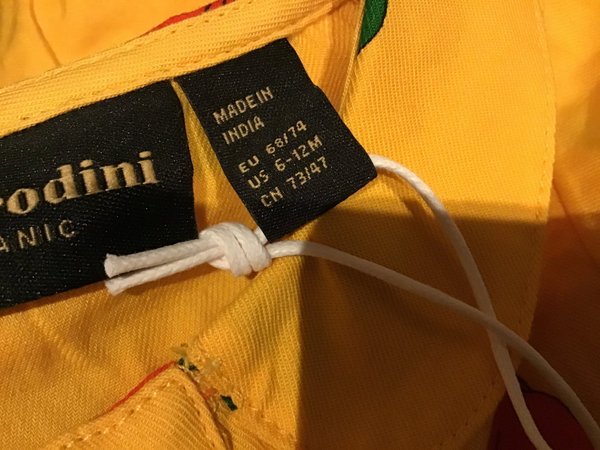 rodini
ANIC
MADE IN
INDIA
EU 68/74
US 6-12M
CN 73/47